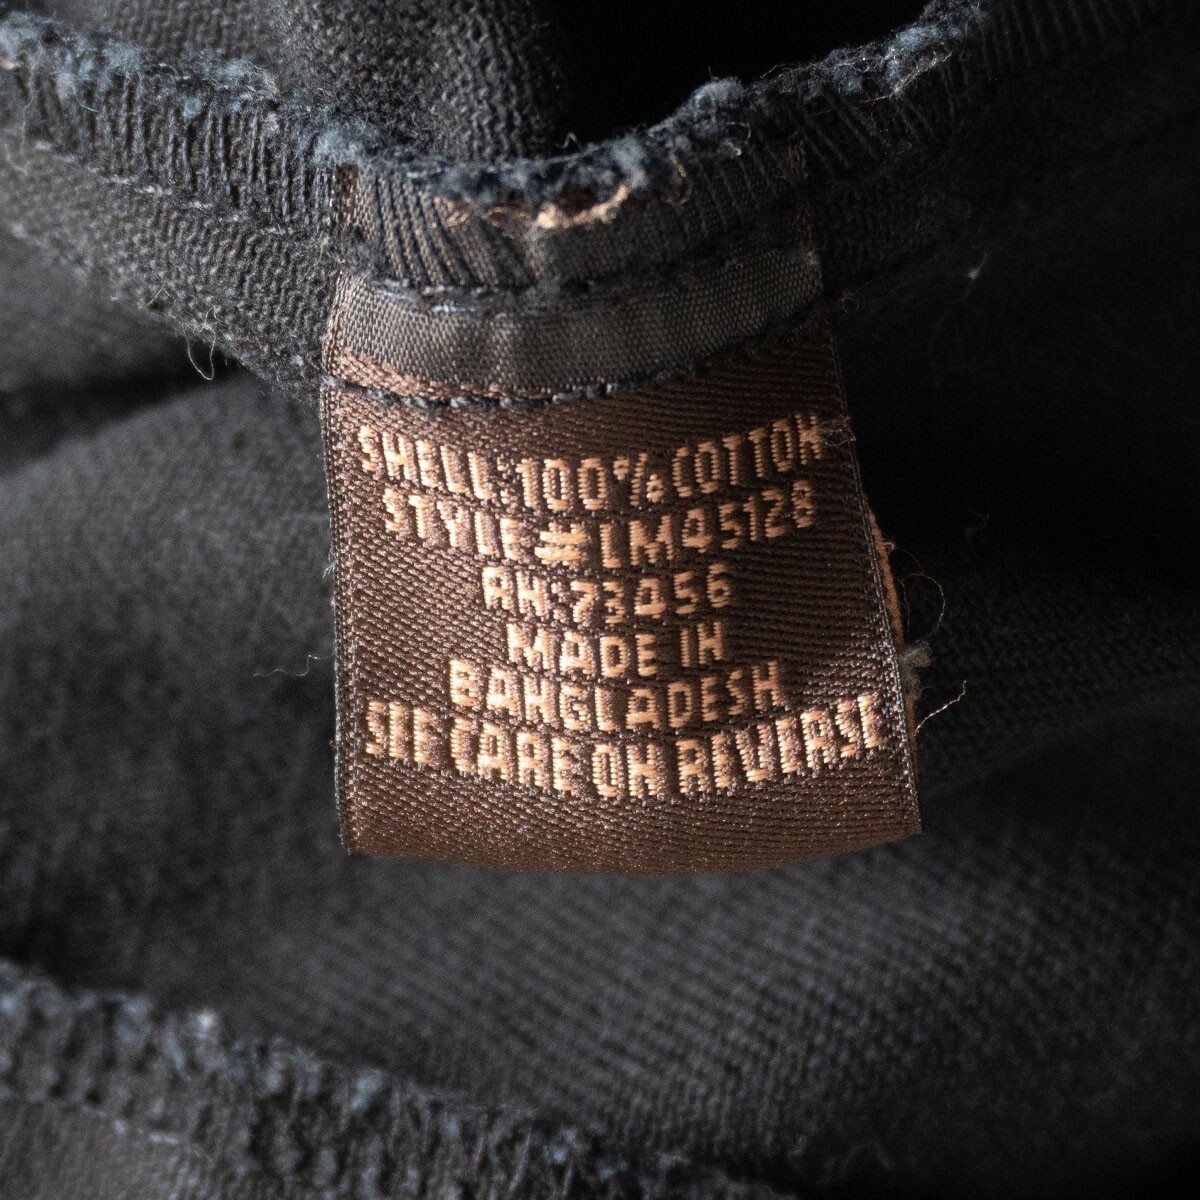 SHELL:100%COTTON
STYLE#LM45128
RN:73456
MADE IN
BANGLADESH
SEE CARE ON REVERSE